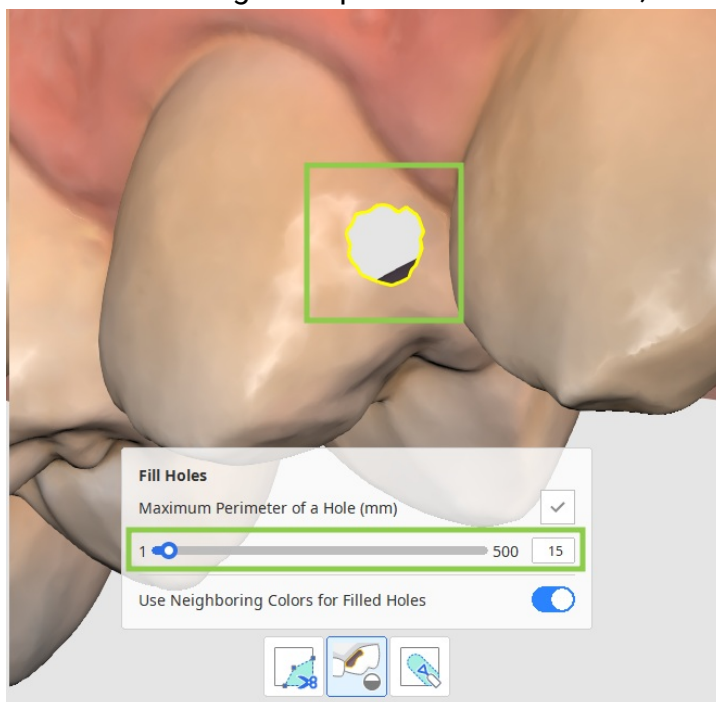 Fill Holes
Maximum Perimeter of a Hole (mm)
1 500 15
Use Neighboring Colors for Filled Holes